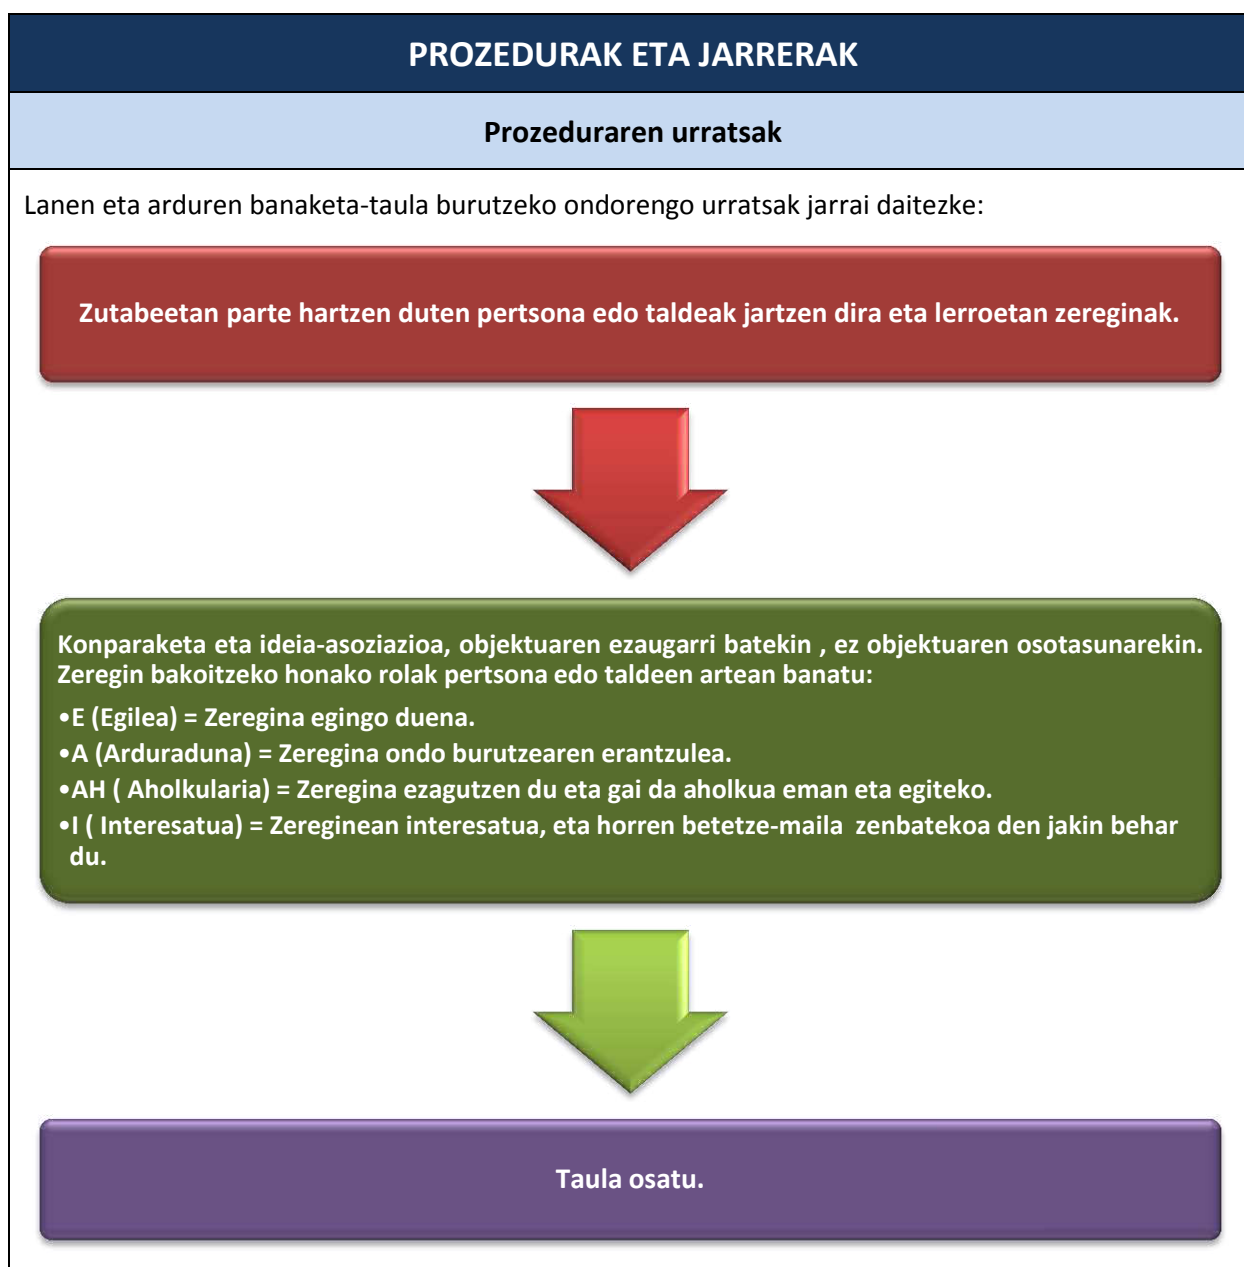 PROZEDURAK ETA JARRERAK
Prozeduraren urratsak
Lanen eta arduren banaketa-taula burutzeko ondorengo urratsak jarrai daitezke:
Zutabeetan parte hartzen duten pertsona edo taldeak jartzen dira eta lerroetan zereginak.
Konparaketa eta ideia-asoziazioa, objektuaren ezaugarri batekin , ez objektuaren osotasunarekin.
Zeregin bakoitzeko honako rolak pertsona edo taldeen artean banatu:
•E (Egilea) = Zeregina egingo duena.
•A (Arduraduna) = Zeregina ondo burutzearen erantzulea.
•AH ( Aholkularia) = Zeregina ezagutzen du eta gai da aholkua eman eta egiteko.
•I ( Interesatua) = Zereginean interesatua, eta horren betetze-maila  zenbatekoa den jakin behar
du.
Taula osatu.